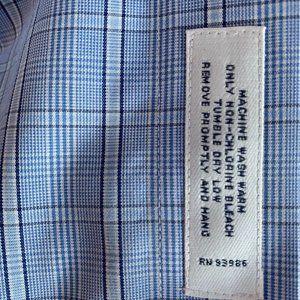 MACHINE WASH WARM
ONLY NON-CHLORINE BLEACH
TUMBLE DRY LOW
REMOVE PROMPTLY AND HANG
RN 93986